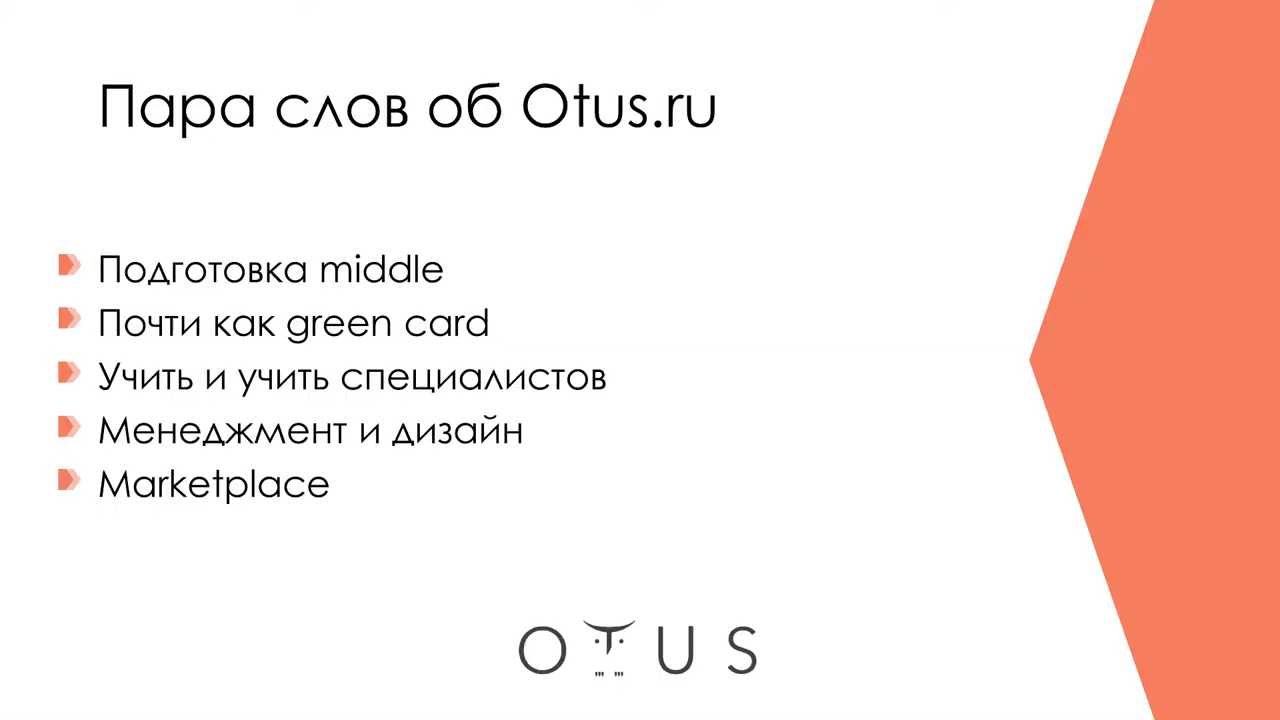 Пара слов об Otus.ru
Подготовка middle
Почти как green card
Учить и учить специалистов
Менеджмент и дизайн
Marketplace
OTUS